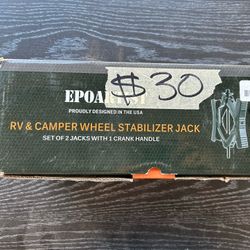 $30
PROUDLY DESIGNED IN THE USA
RV & CAMPER WHEEL STABILIZER JACK
SET OF 2 JACKS WITH 1 CRANK HANDLE